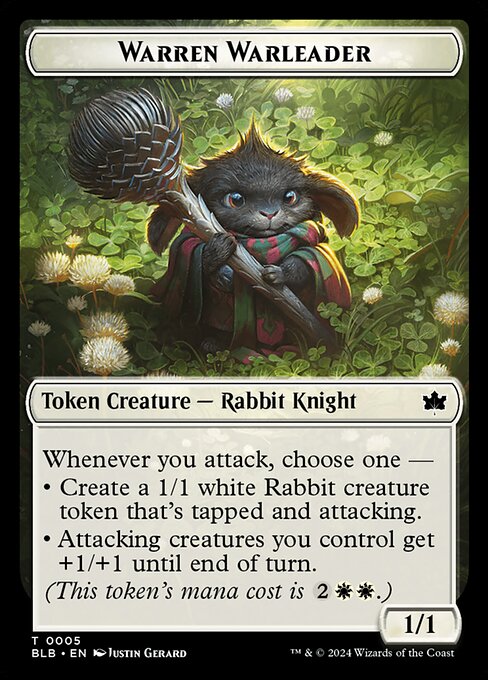 Warren Warleader
Token Creature — Rabbit Knight
Whenever you attack, choose one —
• Create a 1/1 white Rabbit creature
token that's tapped and attacking.
• Attacking creatures you control get
+1/+1 until end of turn.
(This token's mana cost is 2.)
1/1
T 0005
BLB • EN Justin Gerard
™ & © 2024 Wizards of the Coast